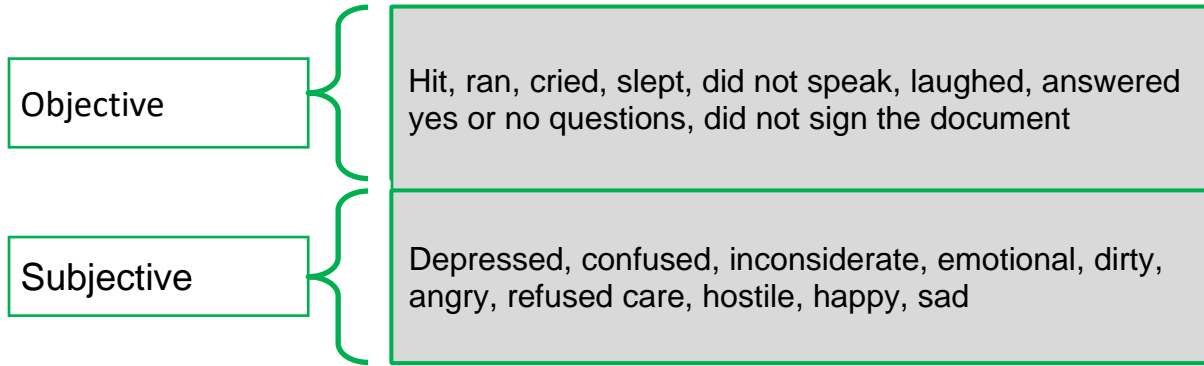 Objective
Hit, ran, cried, slept, did not speak, laughed, answered
yes or no questions, did not sign the document
Subjective
Depressed, confused, inconsiderate, emotional, dirty,
angry, refused care, hostile, happy, sad